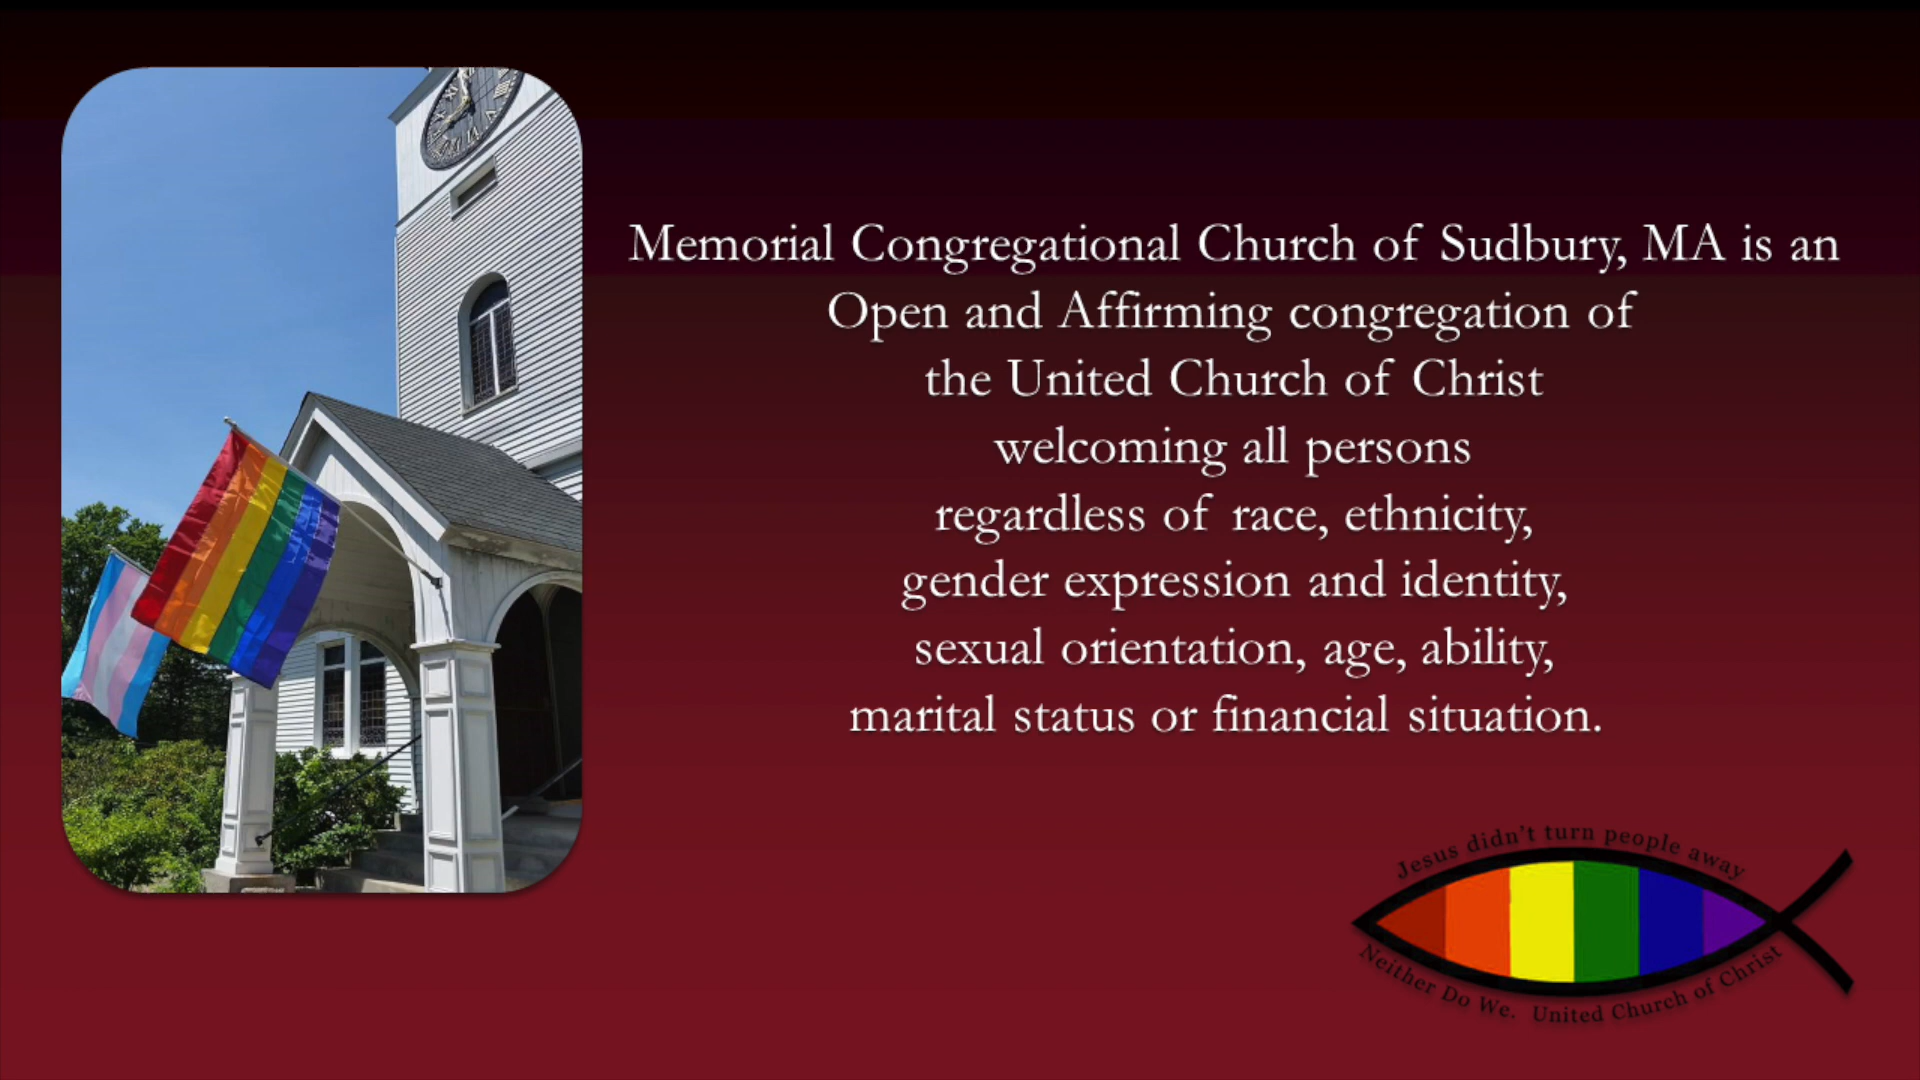 Memorial Congregational Church of Sudbury, MA is an
Open and Affirming congregation of
the United Church of Christ
welcoming all persons
regardless of race, ethnicity,
gender expression and identity,
sexual orientation, age, ability,
marital status or financial situation.
Jesus didn't turn people away
Neither Do We. United Church of Christ